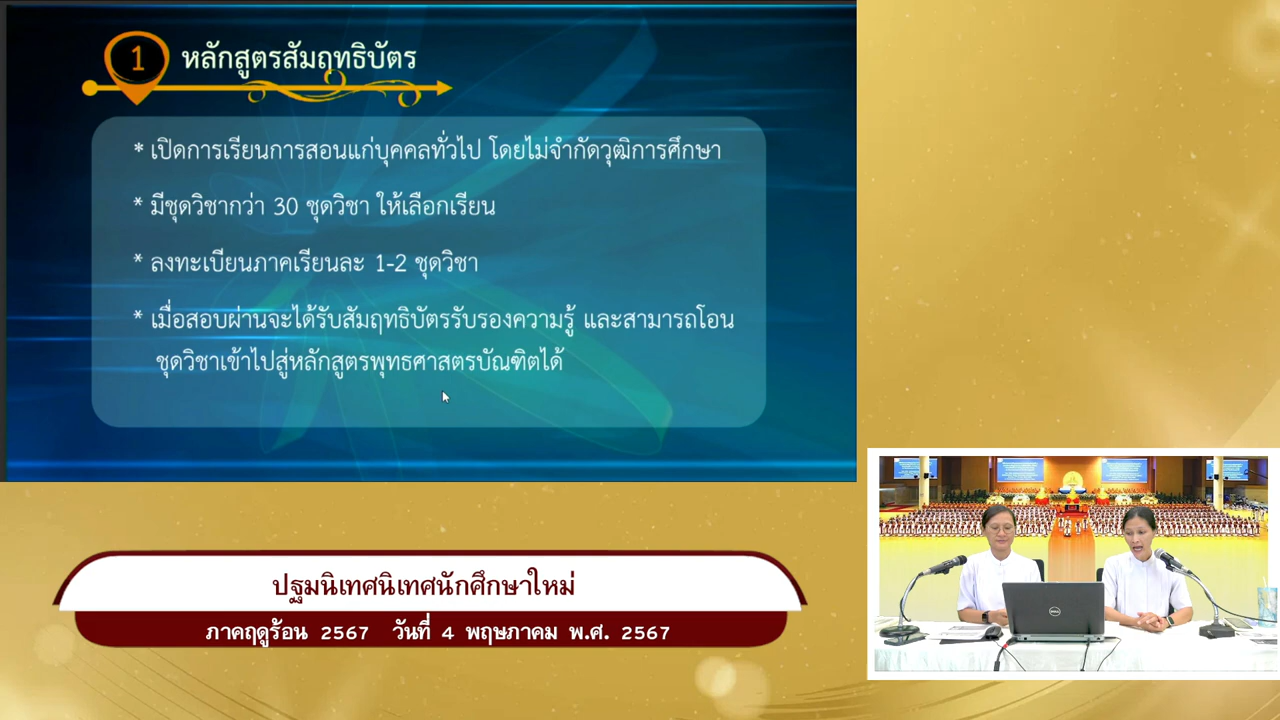 1 หลักสูตรสัมฤทธิบัตร
* เปิดการเรียนการสอนแก่บุคคลทั่วไป โดยไม่จำกัดวุฒิการศึกษา
* มีชุดวิชากว่า 30 ชุดวิชา ให้เลือกเรียน
* ลงทะเบียนภาคเรียนละ 1-2 ชุดวิชา
* เมื่อสอบผ่านจะได้รับสัมฤทธิบัตรรับรองความรู้ และสามารถโอน
ชุดวิชาเข้าไปสู่หลักสูตรพุทธศาสตรบัณฑิตได้
ปฐมนิเทศนิเทศนักศึกษาใหม่
ภาคฤดูร้อน 2567 วันที่ 4 พฤษภาคม พ.ศ. 2567
DELL